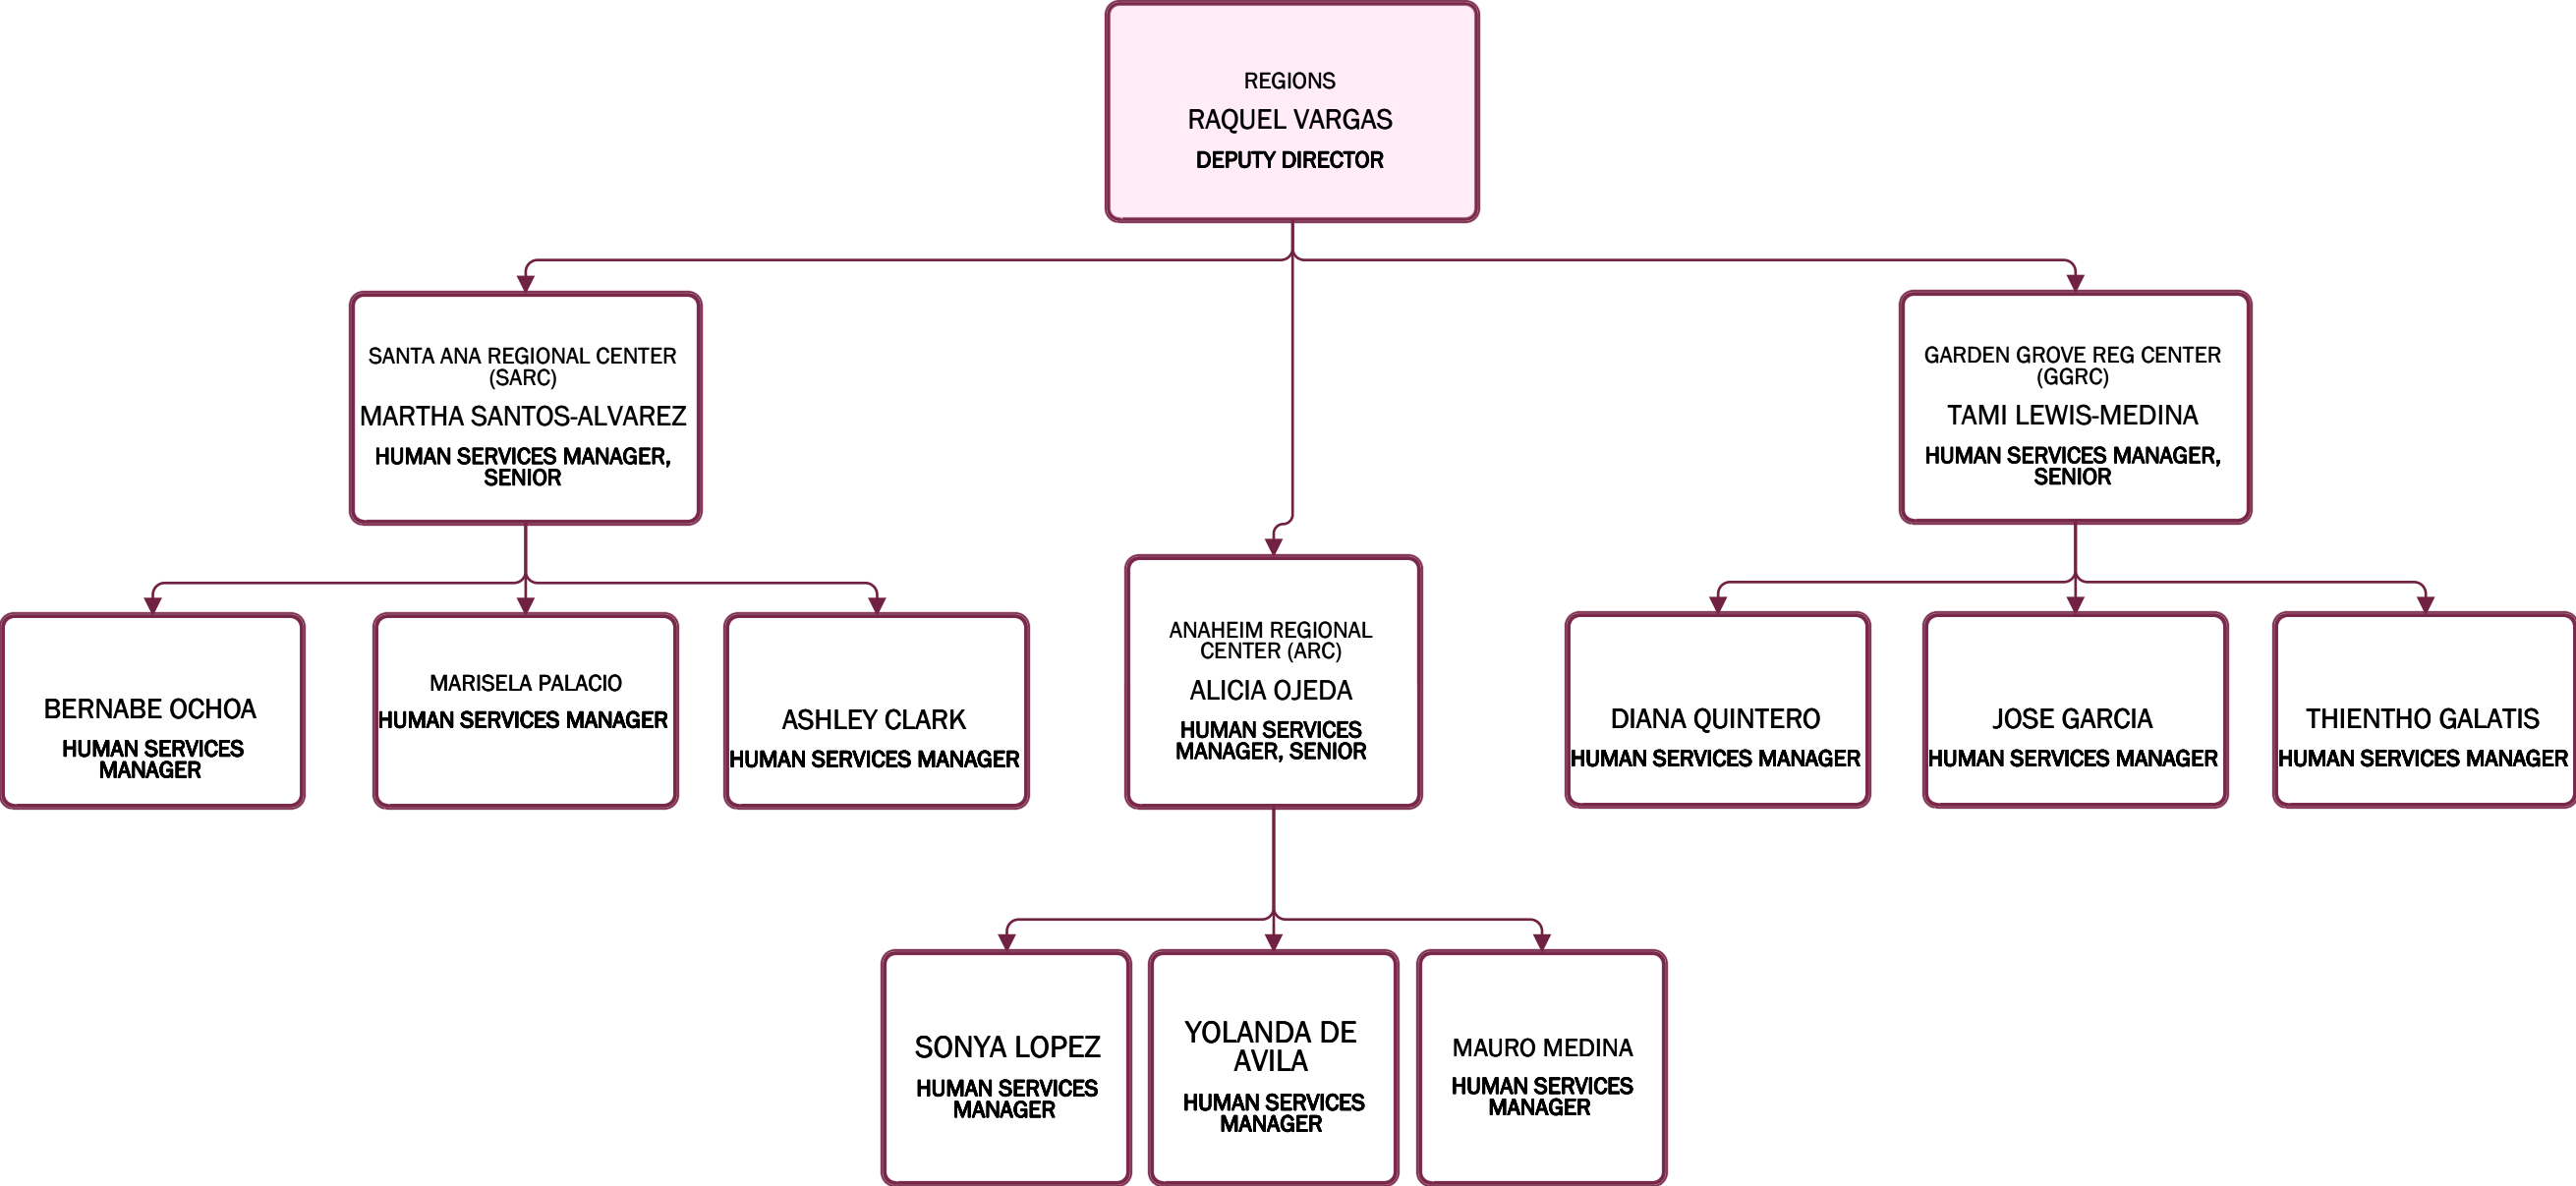 REGIONS
RAQUEL VARGAS
DEPUTY DIRECTOR
SANTA ANA REGIONAL CENTER
(SARC)
MARTHA SANTOS-ALVAREZ
HUMAN SERVICES MANAGER,
SENIOR
GARDEN GROVE REG CENTER
(GGRC)
TAMI LEWIS-MEDINA
HUMAN SERVICES MANAGER,
SENIOR
BERNABE OCHOA
HUMAN SERVICES
MANAGER
MARISELA PALACIO
HUMAN SERVICES MANAGER
ASHLEY CLARK
HUMAN SERVICES MANAGER
ANAHEIM REGIONAL
CENTER (ARC)
ALICIA OJEDA
HUMAN SERVICES
MANAGER, SENIOR
DIANA QUINTERO
HUMAN SERVICES MANAGER
JOSE GARCIA
HUMAN SERVICES MANAGER
THIENTHO GALATIS
HUMAN SERVICES MANAGER
SONYA LOPEZ
HUMAN SERVICES
MANAGER
YOLANDA DE
AVILA
HUMAN SERVICES
MANAGER
MAURO MEDINA
HUMAN SERVICES
MANAGER